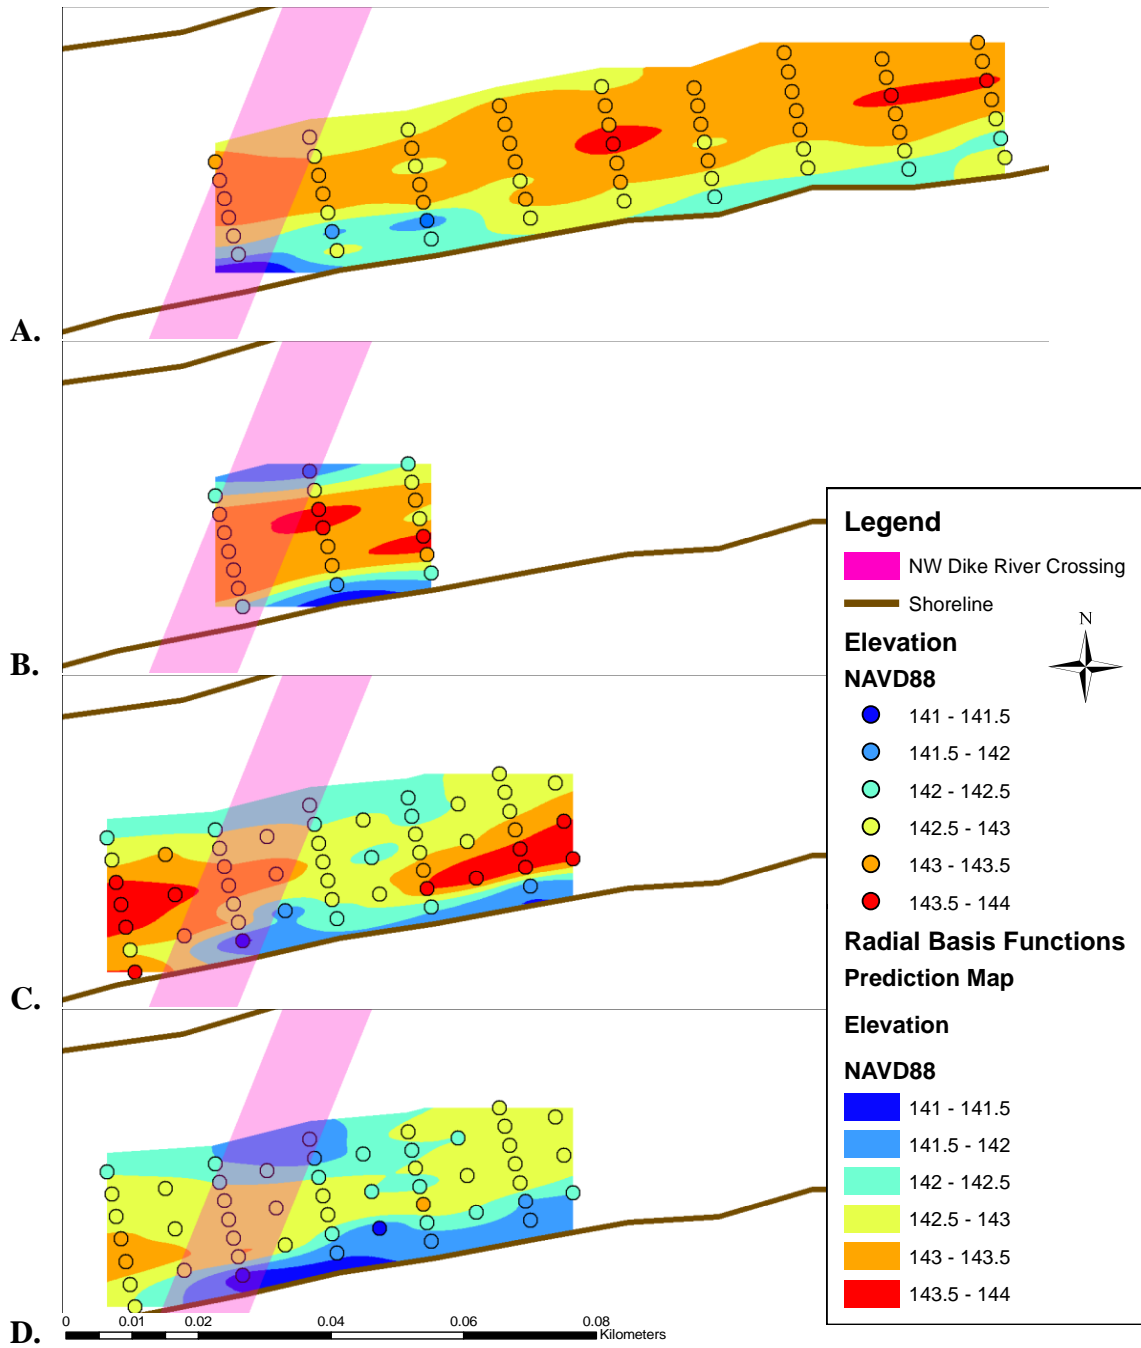 A.
B.
C.
D.
0 0.01 0.02 0.04 0.06 0.08
Kilometers
Legend
NW Dike River Crossing
Shoreline
N
Elevation
NAVD88
141 - 141.5
141.5 - 142
142 - 142.5
142.5 - 143
143 - 143.5
143.5 - 144
Radial Basis Functions
Prediction Map
Elevation
NAVD88
141 - 141.5
141.5 - 142
142 - 142.5
142.5 - 143
143 - 143.5
143.5 - 144